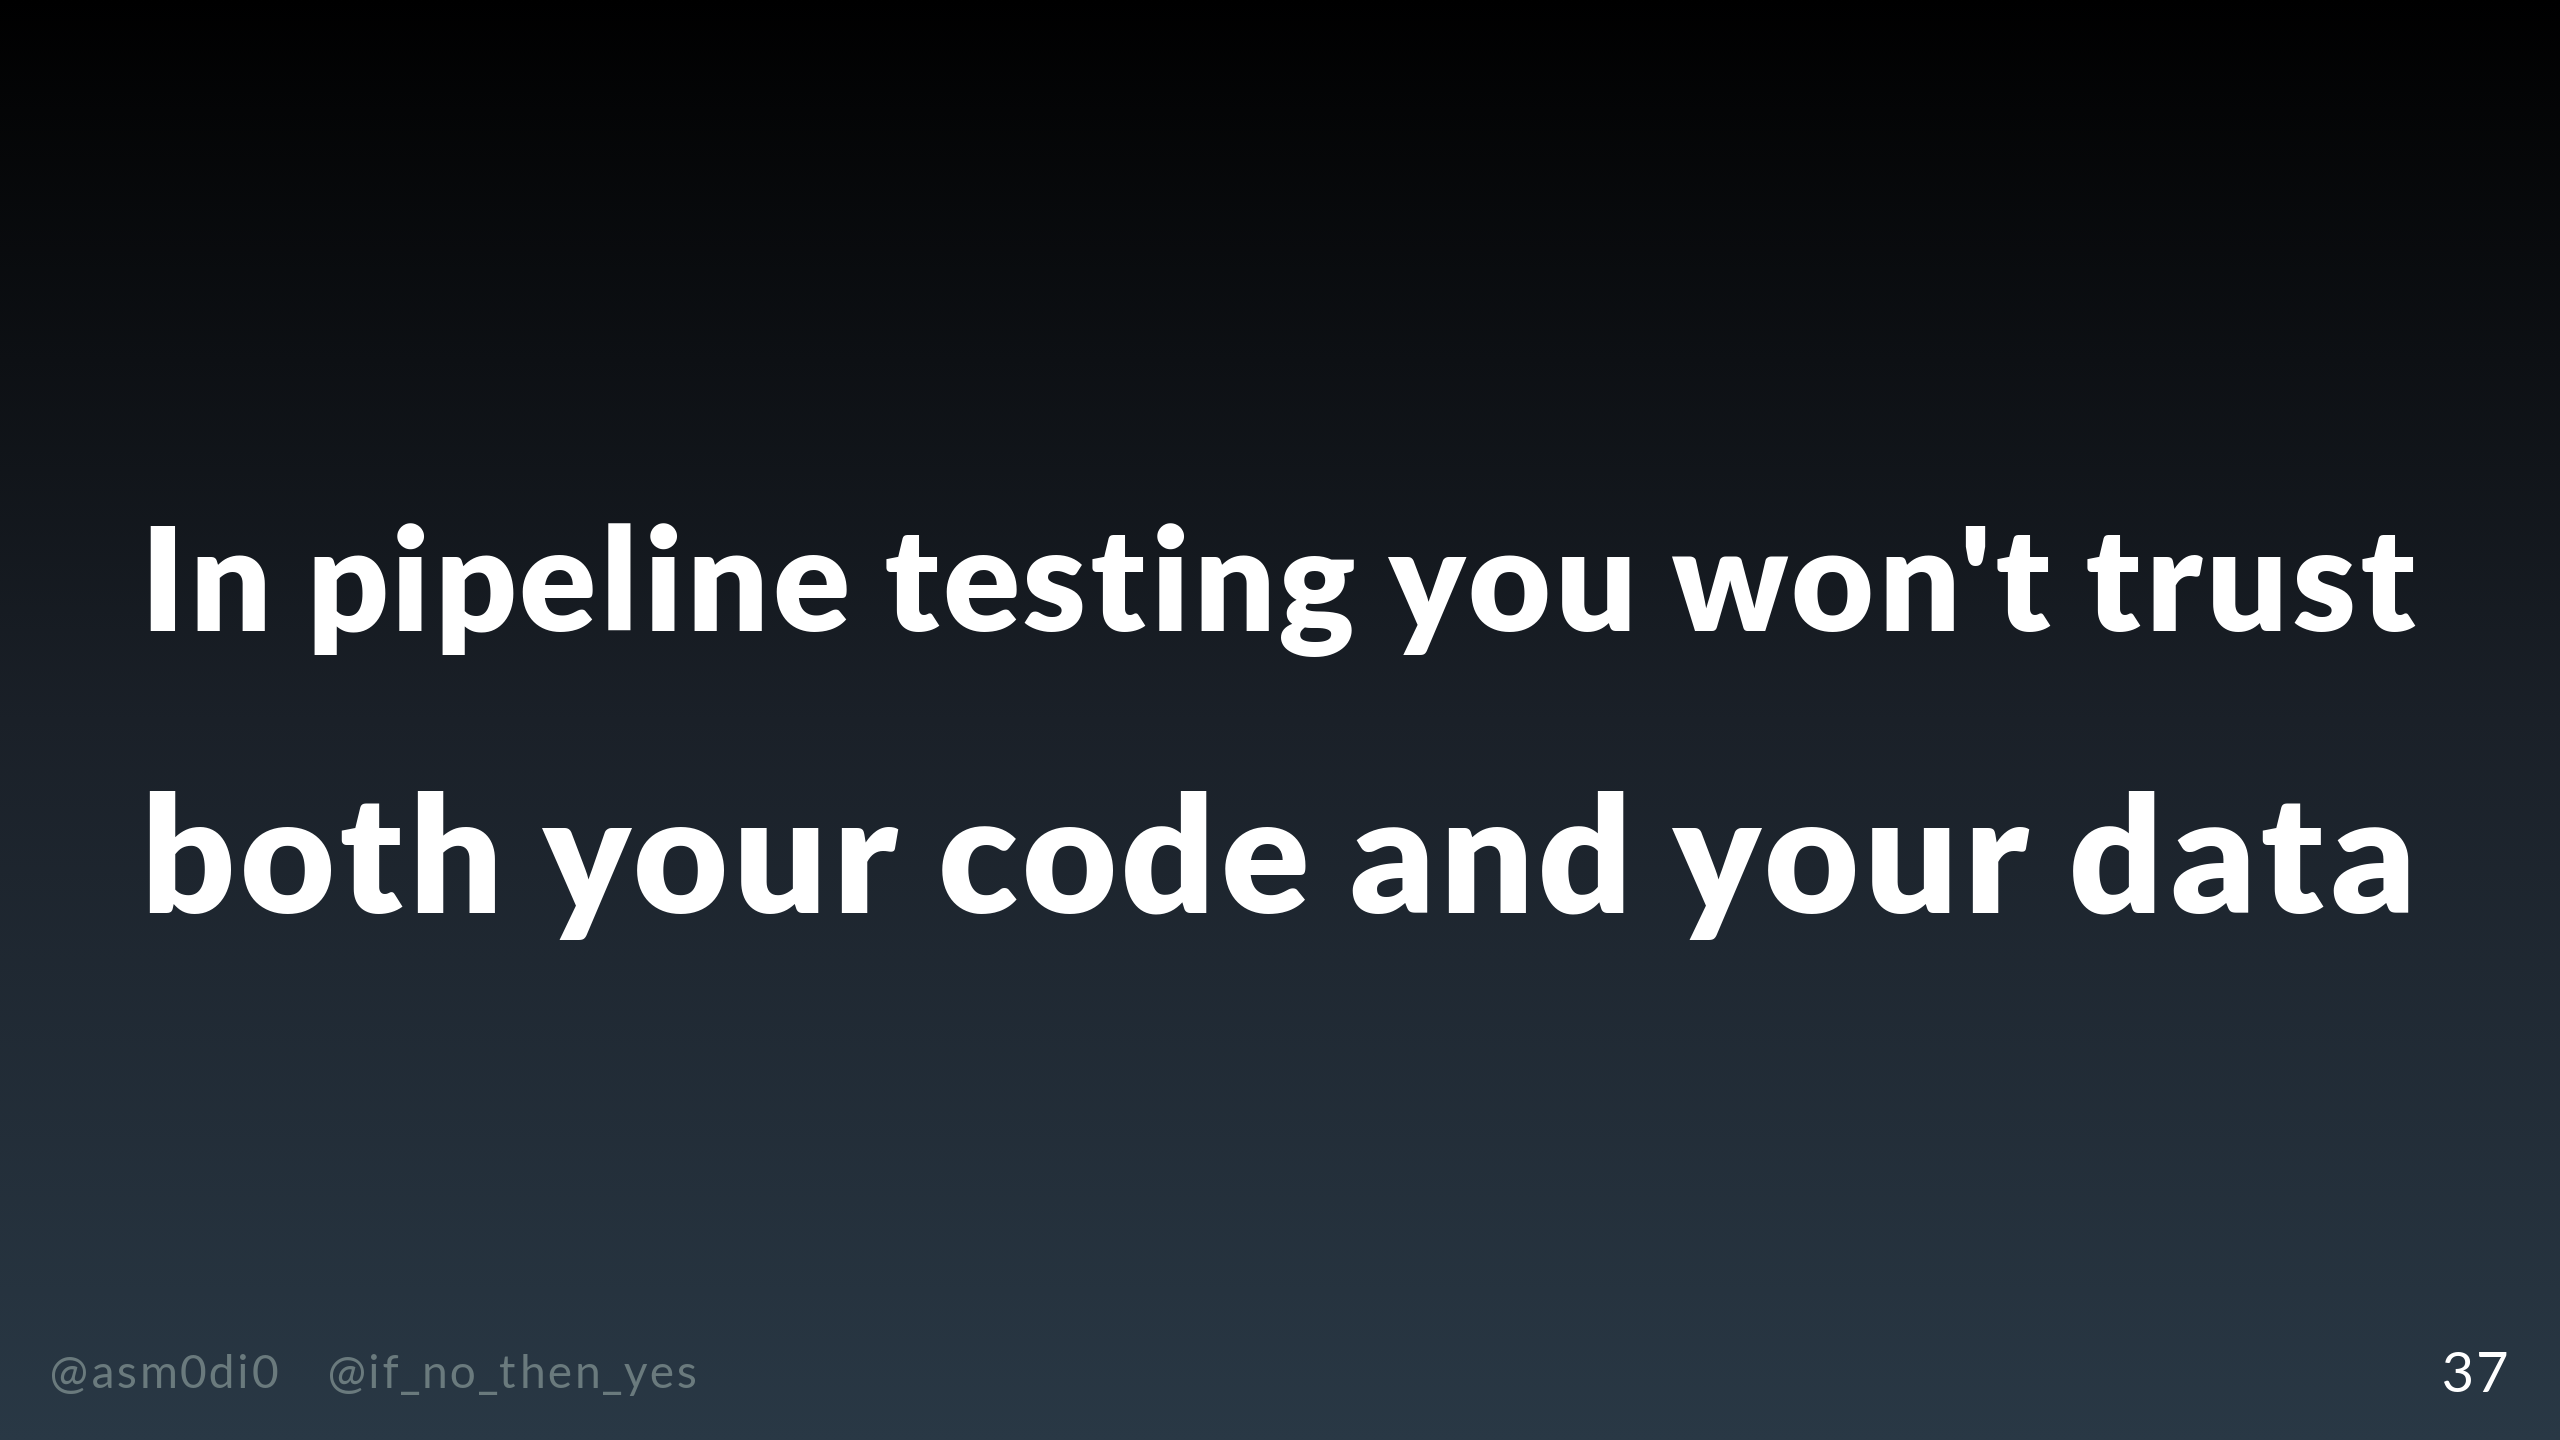 In pipeline testing you won't trust
both your code and your data
@asm0di0 @if_no_then_yes
37